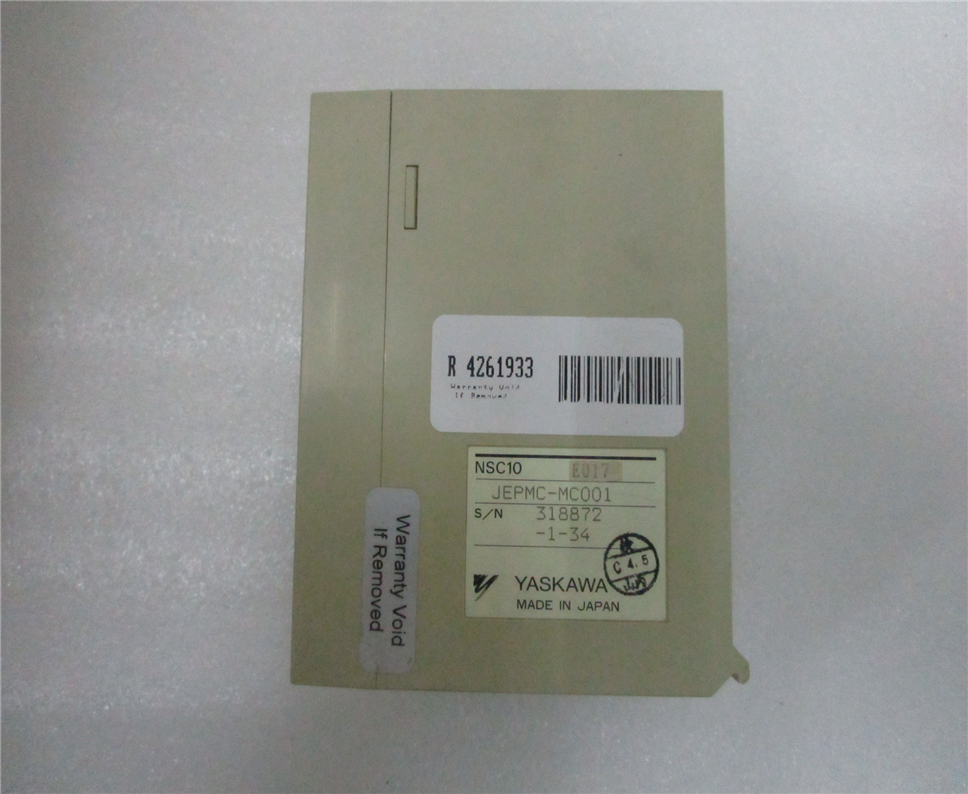 R 4261933
Warranty Void
If Removed
NSC10 E017
JEPMC-MC001
S/N 318872
-1-34
C 4.5
YASKAWA
MADE IN JAPAN
Warranty Void
If Removed